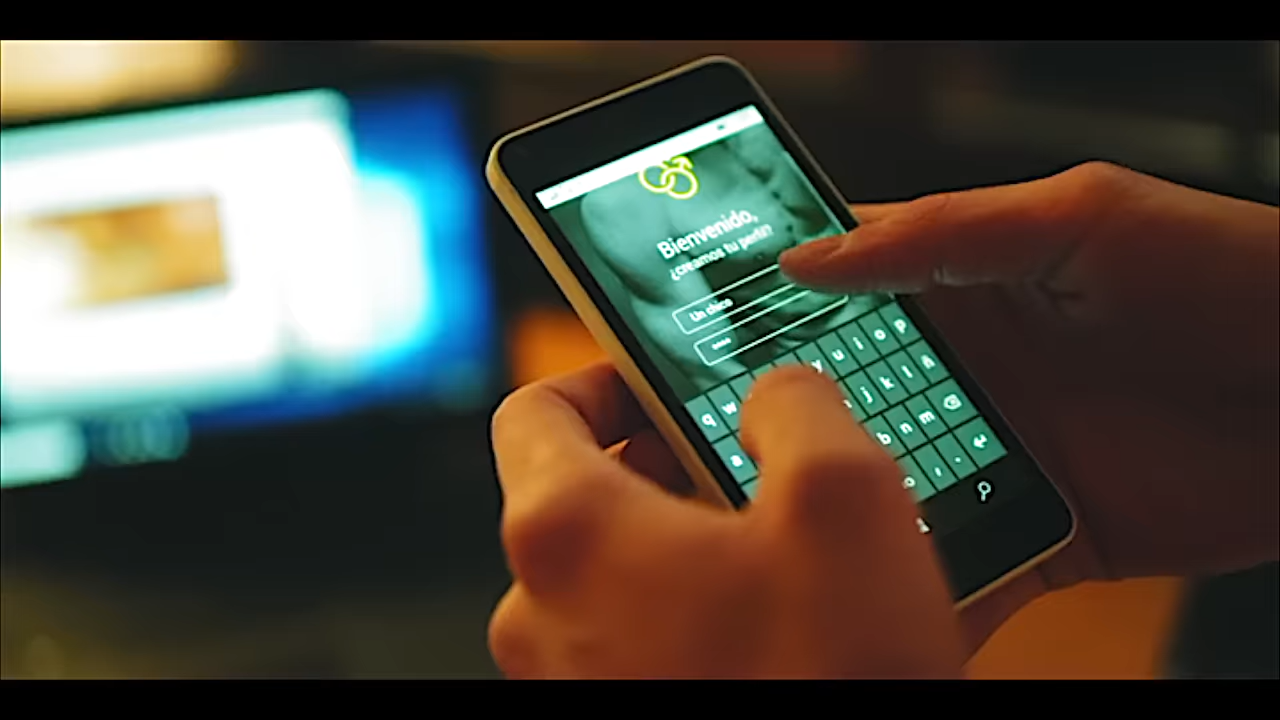 Bienvenido,
¿creamos tu perfil?
Un chico
q w y u i o p
a j k l ñ
b n m